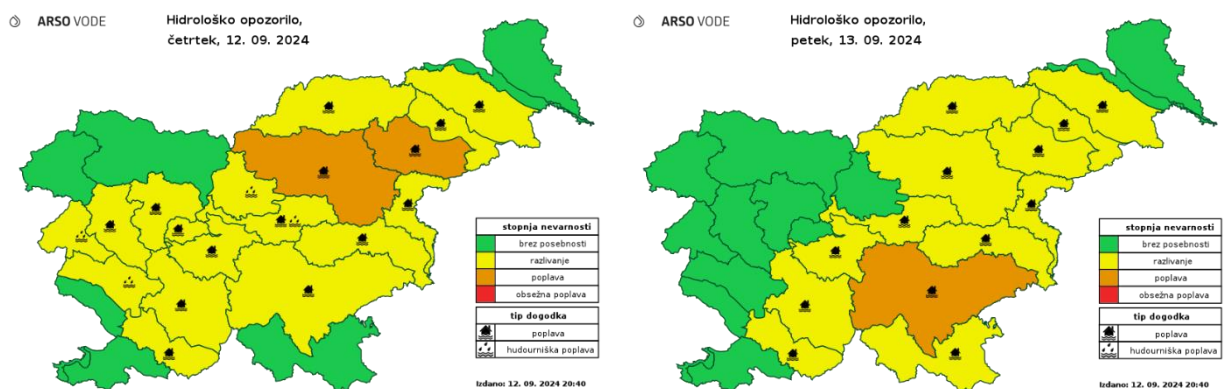 ARSO VODE
Hidrološko opozorilo,
četrtek, 12. 09. 2024
stopnja nevarnosti
brez posebnosti
razlivanje
poplava
obsežna poplava
tip dogodka
poplava
hudourniška poplava
Izdano: 12. 09. 2024 20:40
ARSO VODE
Hidrološko opozorilo,
petek, 13. 09. 2024
stopnja nevarnosti
brez posebnosti
razlivanje
poplava
obsežna poplava
tip dogodka
poplava
hudourniška poplava
Izdano: 12. 09. 2024 20:40